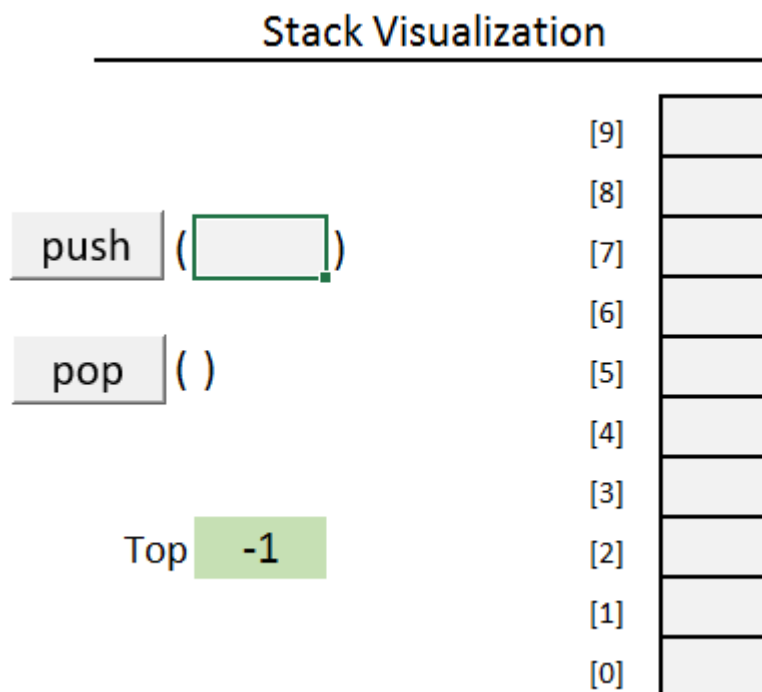 Stack Visualization
[9]
[8]
push ( ) [7]
[6]
pop ( ) [5]
[4]
[3]
Top -1 [2]
[1]
[0]